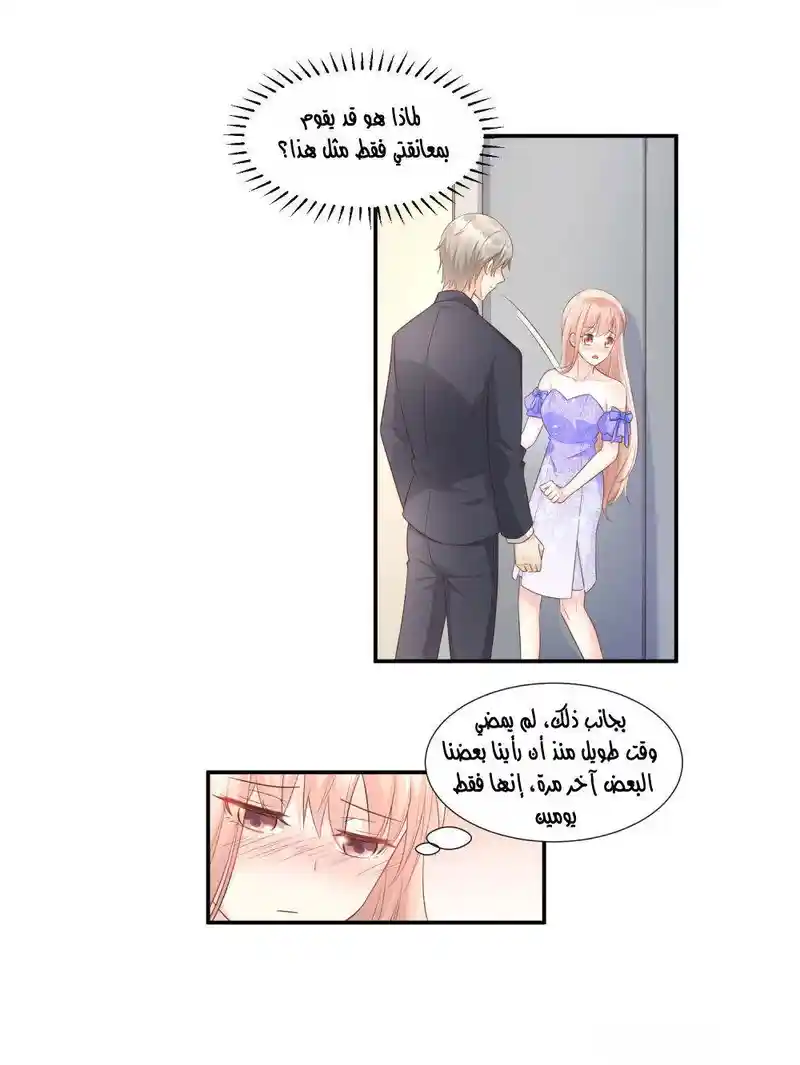 لماذا هو قد يقوم
بمعانقتي فقط مثل هذا؟
بجانب ذلك، لم يمضي
وقت طويل منذ أن رأينا بعضنا
البعض آخر مرة، إنها فقط
يومين